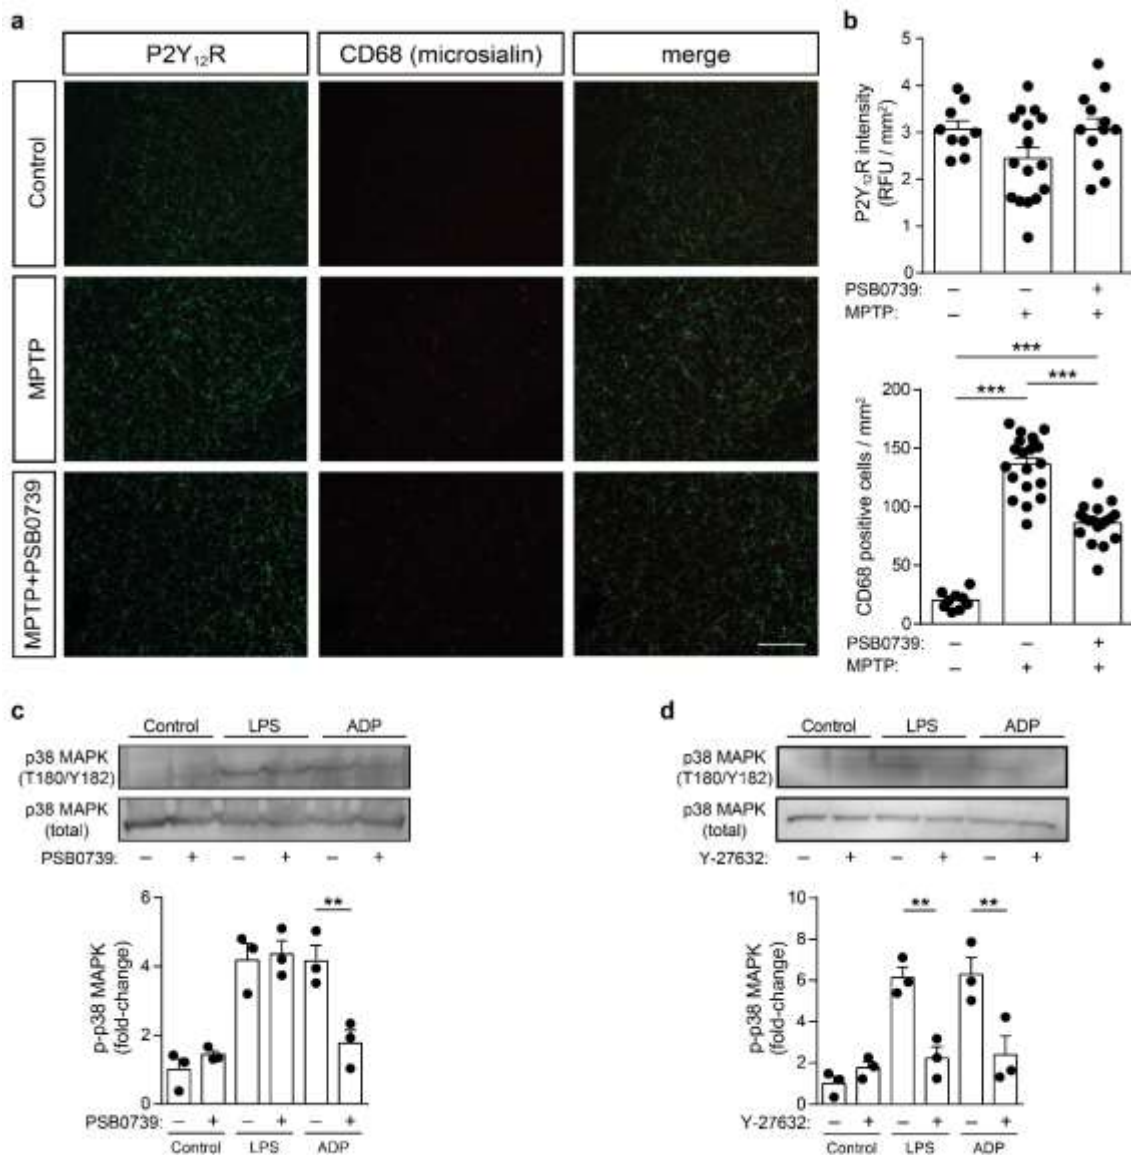 a
P2Y₁₂R
CD68 (microsialin)
merge
Control
MPTP
MPTP+PSB0739
b
P2Y₁₂R intensity
(RFU / mm²)
5
4
3
2
1
0
PSB0739: – – +
MPTP: – + +
***
*** ***
CD68 positive cells / mm²
200
150
100
50
0
PSB0739: – – +
MPTP: – + +
c
Control LPS ADP
p38 MAPK
(T180/Y182)
p38 MAPK
(total)
PSB0739: – + – + – +
p-p38 MAPK
(fold-change)
6
4
2
0
**
PSB0739: – + – + – +
Control LPS ADP
d
Control LPS ADP
p38 MAPK
(T180/Y182)
p38 MAPK
(total)
Y-27632: – + – + – +
p-p38 MAPK
(fold-change)
10
8
6
4
2
0
** **
Y-27632: – + – + – +
Control LPS ADP